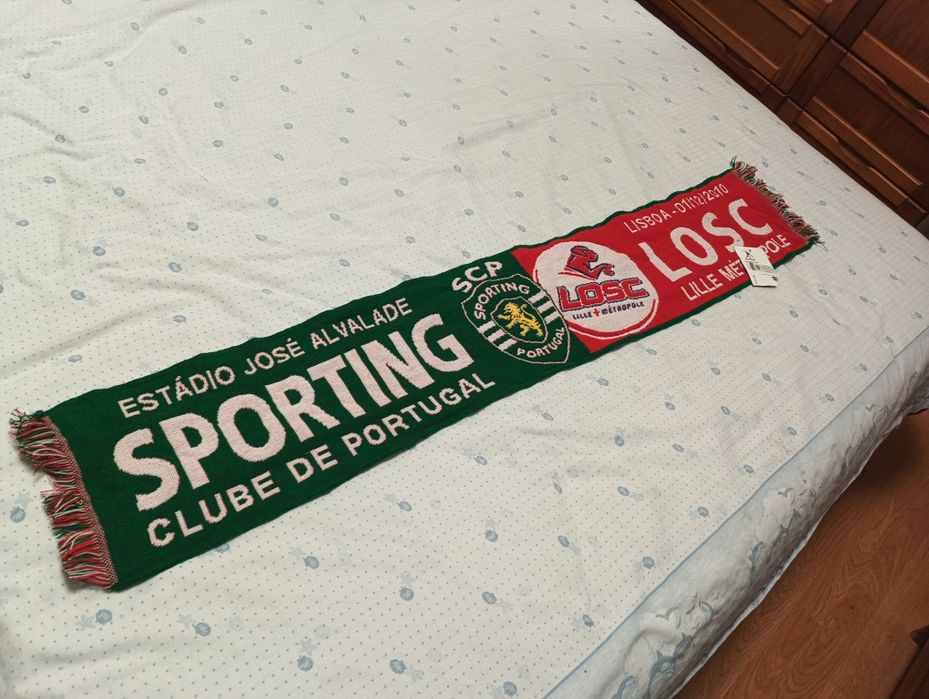 ESTÁDIO JOSÉ ALVALADE
SPORTING
CLUBE DE PORTUGAL
SCP
SPORTING
PORTUGAL
LOSC
LILLE MÉTROPOLE
LISBOA - 01/12/2010
LOSC
LILLE